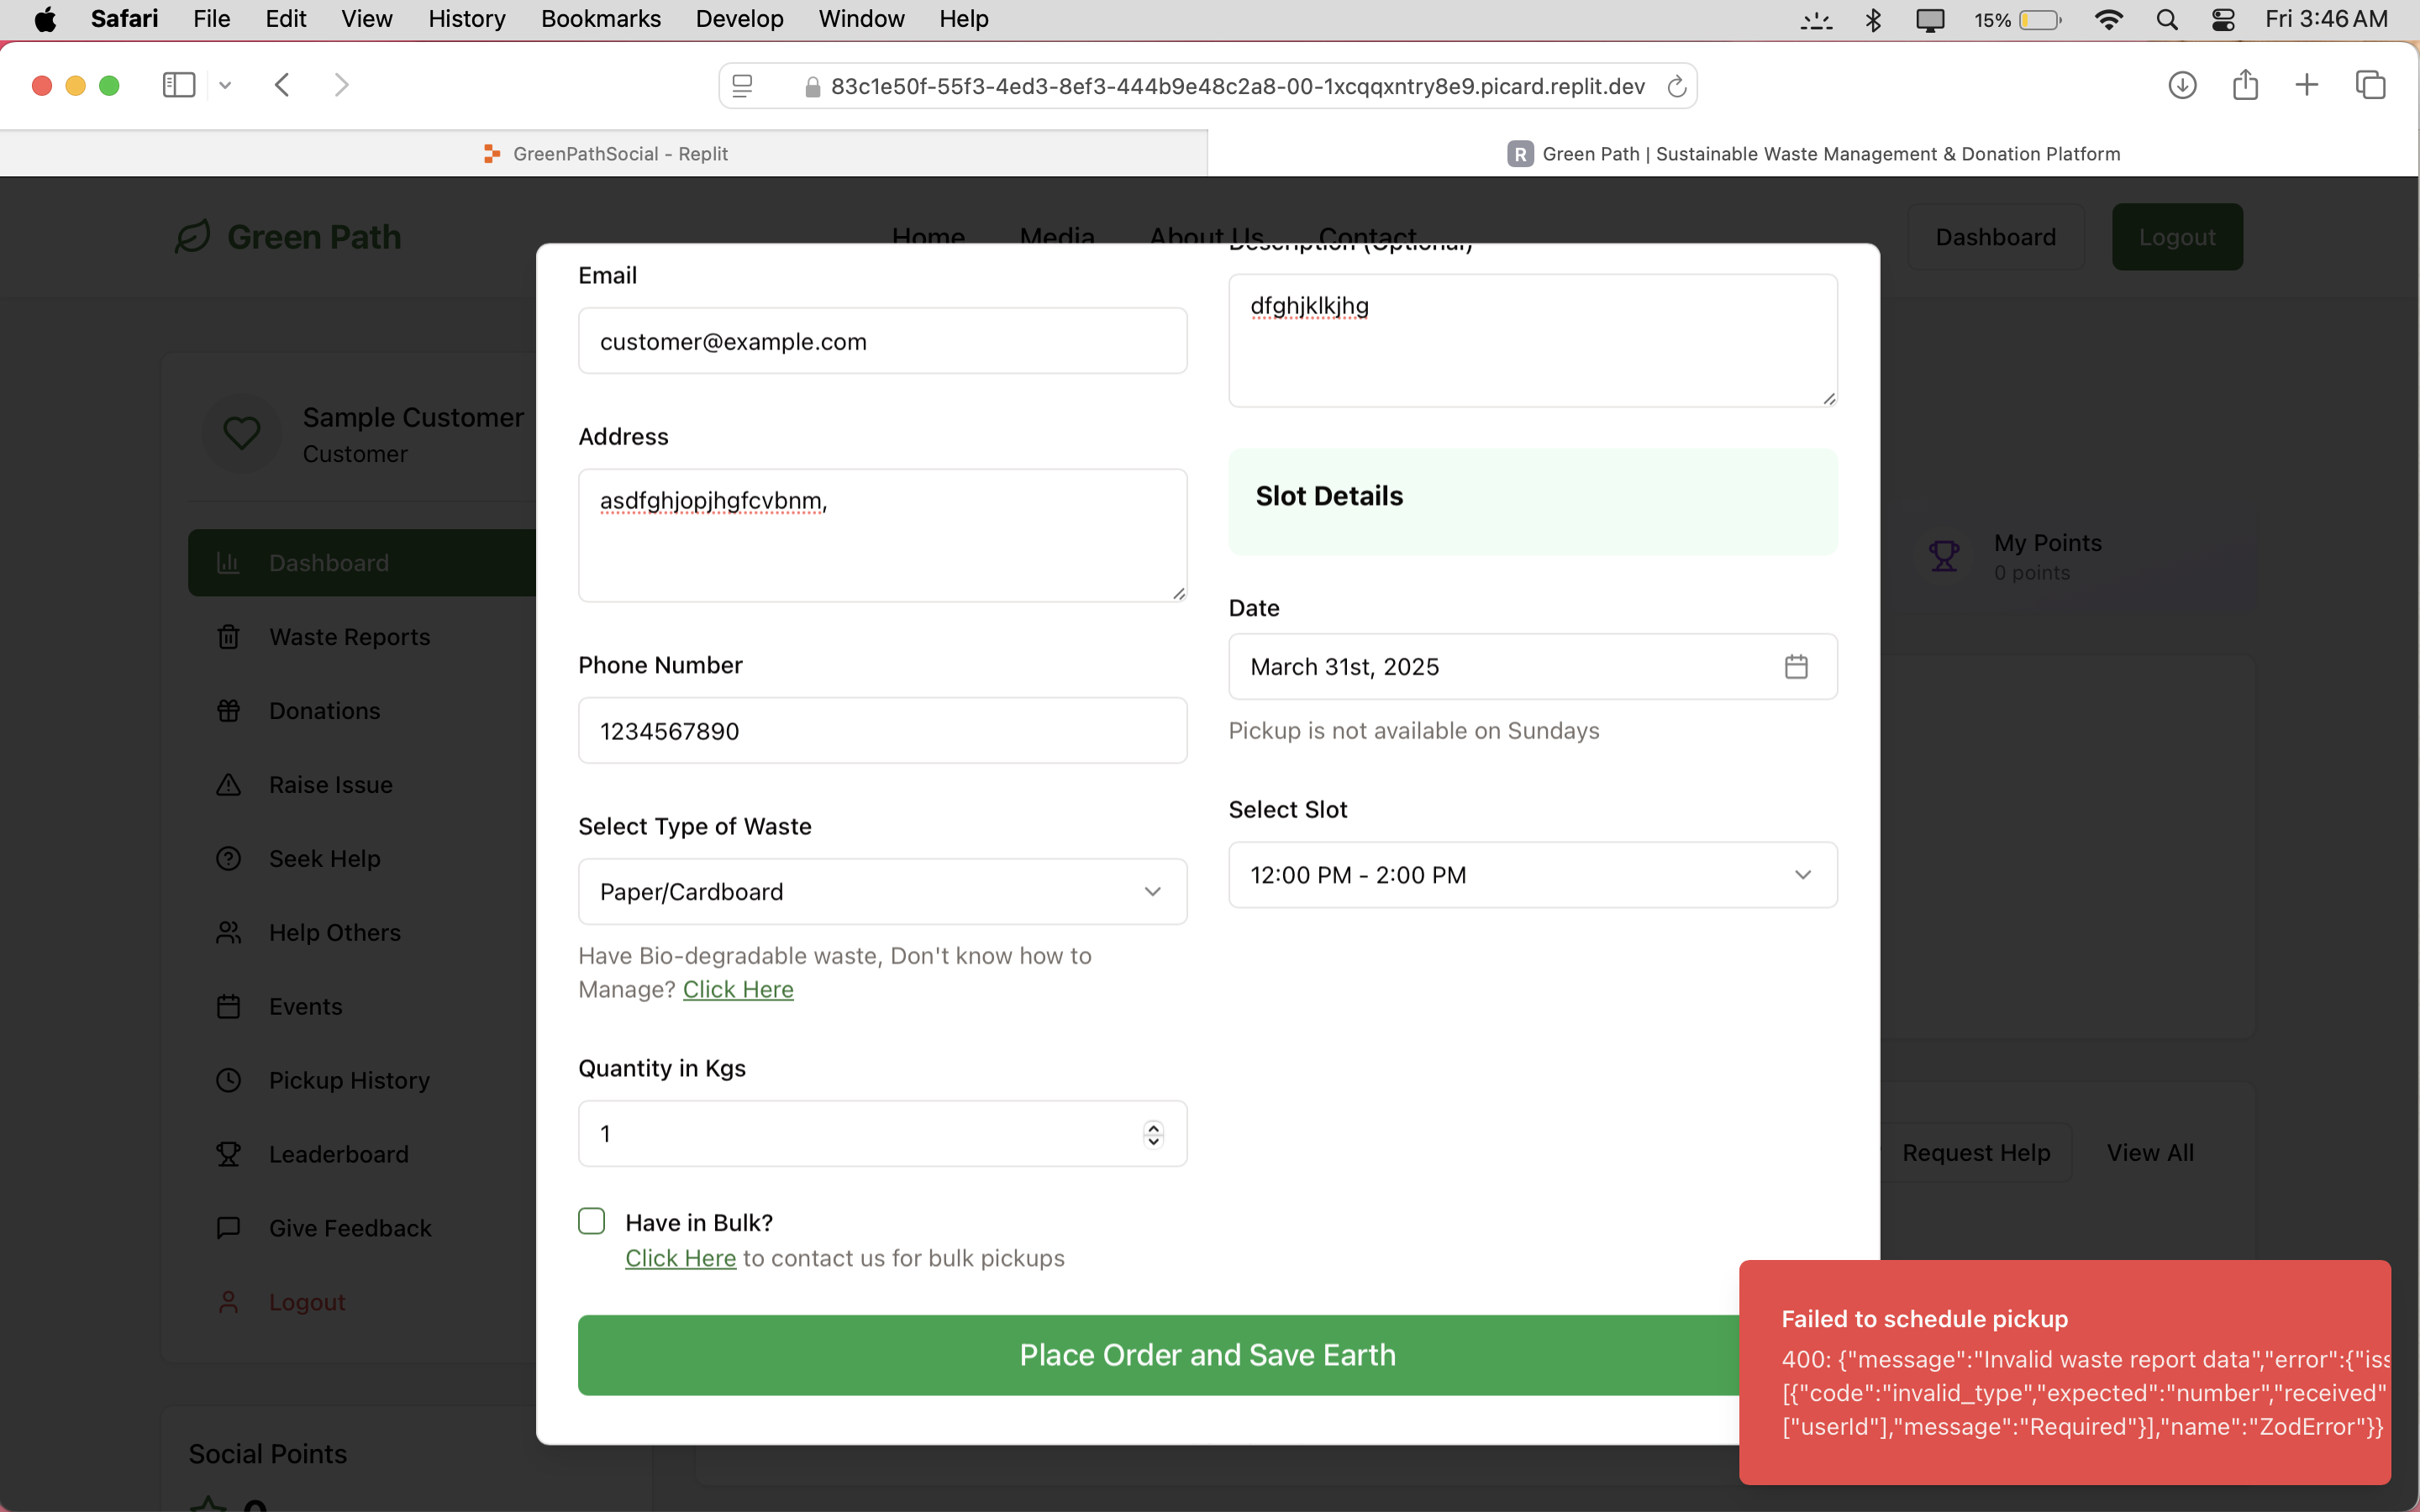 Safari File Edit View History Bookmarks Develop Window Help 15% Fri 3:46 AM
83c1e50f-55f3-4ed3-8ef3-444b9e48c2a8-00-1xcqqxntry8e9.picard.replit.dev
GreenPathSocial - Replit
R Green Path | Sustainable Waste Management & Donation Platform
Green Path
Home Media About Us Contact
Dashboard
Logout
Sample Customer
Customer
Dashboard
Waste Reports
Donations
Raise Issue
Seek Help
Help Others
Events
Pickup History
Leaderboard
Give Feedback
Logout
Social Points
0
Email
customer@example.com
Address
asdfghjopjhgfcvbnm,
Phone Number
1234567890
Select Type of Waste
Paper/Cardboard
Have Bio-degradable waste, Don't know how to
Manage? Click Here
Quantity in Kgs
1
Have in Bulk?
Click Here to contact us for bulk pickups
Description (Optional)
dfghjklkjhg
Slot Details
Date
March 31st, 2025
Pickup is not available on Sundays
Select Slot
12:00 PM - 2:00 PM
Place Order and Save Earth
My Points
0 points
Request Help
View All
Failed to schedule pickup
400: {"message":"Invalid waste report data","error":{"iss
[{"code":"invalid_type","expected":"number","received"
["userId"],"message":"Required"}],"name":"ZodError"}}